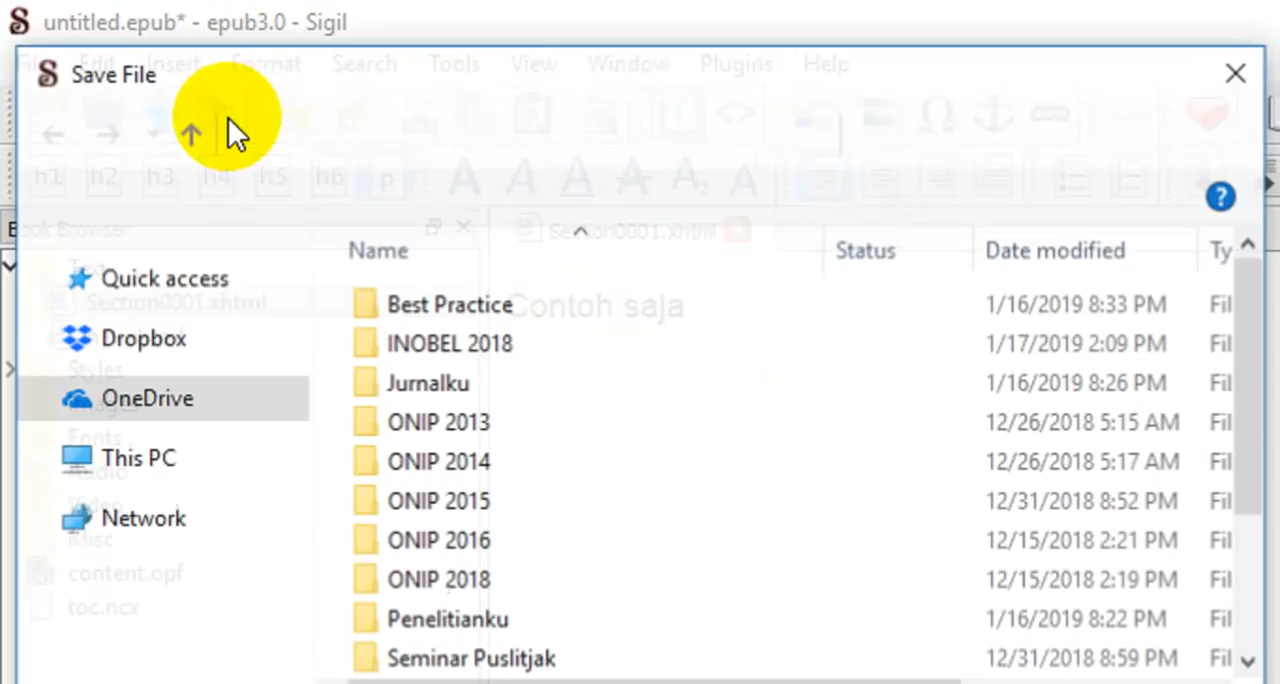 untitled.epub* - epub3.0 - Sigil
File Edit Insert Format Search Tools View Window Plugins Help
Save File
h1 h2 h3 h4 h5 h6 p
Book Browser
Section0001.xhtml
Name Status Date modified Ty
Text
Section0001.xhtml
Contoh saja
Styles
Images
Fonts
Audio
Video
Misc
content.opf
toc.ncx
Quick access
Dropbox
OneDrive
This PC
Network
Best Practice 1/16/2019 8:33 PM Fil
INOBEL 2018 1/17/2019 2:09 PM Fil
Jurnalku 1/16/2019 8:26 PM Fil
ONIP 2013 12/26/2018 5:15 AM Fil
ONIP 2014 12/26/2018 5:17 AM Fil
ONIP 2015 12/31/2018 8:52 PM Fil
ONIP 2016 12/15/2018 2:21 PM Fil
ONIP 2018 12/15/2018 2:19 PM Fil
Penelitianku 1/16/2019 8:22 PM Fil
Seminar Puslitjak 12/31/2018 8:59 PM Fil